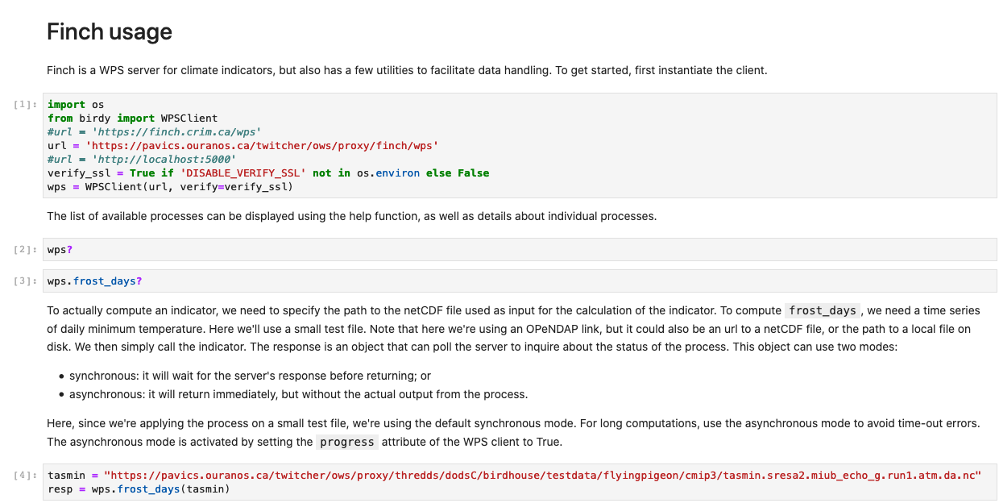 Finch usage
Finch is a WPS server for climate indicators, but also has a few utilities to facilitate data handling. To get started, first instantiate the client.
[1]:
import os
from birdy import WPSClient
#url = 'https://finch.crim.ca/wps'
url = 'https://pavics.ouranos.ca/twitcher/ows/proxy/finch/wps'
#url = 'http://localhost:5000'
verify_ssl = True if 'DISABLE_VERIFY_SSL' not in os.environ else False
wps = WPSClient(url, verify=verify_ssl)
The list of available processes can be displayed using the help function, as well as details about individual processes.
[2]: wps?
[3]: wps.frost_days?
To actually compute an indicator, we need to specify the path to the netCDF file used as input for the calculation of the indicator. To compute frost_days, we need a time series
of daily minimum temperature. Here we'll use a small test file. Note that here we're using an OPeNDAP link, but it could also be an url to a netCDF file, or the path to a local file on
disk. We then simply call the indicator. The response is an object that can poll the server to inquire about the status of the process. This object can use two modes:
• synchronous: it will wait for the server's response before returning; or
• asynchronous: it will return immediately, but without the actual output from the process.
Here, since we're applying the process on a small test file, we're using the default synchronous mode. For long computations, use the asynchronous mode to avoid time-out errors.
The asynchronous mode is activated by setting the progress attribute of the WPS client to True.
[4]: tasmin = "https://pavics.ouranos.ca/twitcher/ows/proxy/thredds/dodsC/birdhouse/testdata/flyingpigeon/cmip3/tasmin.sresa2.miub_echo_g.run1.atm.da.nc"
resp = wps.frost_days(tasmin)